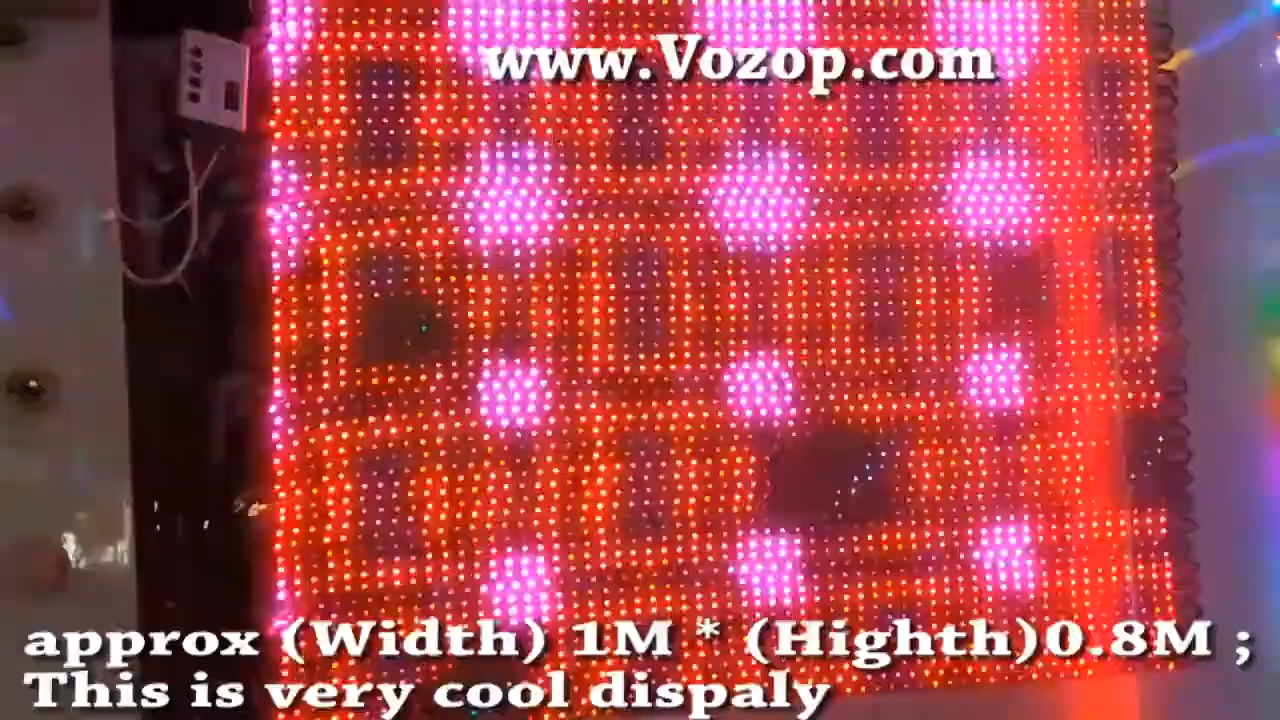 www.Vozop.com
approx (Width) 1M * (Highth)0.8M ;
This is very cool dispaly